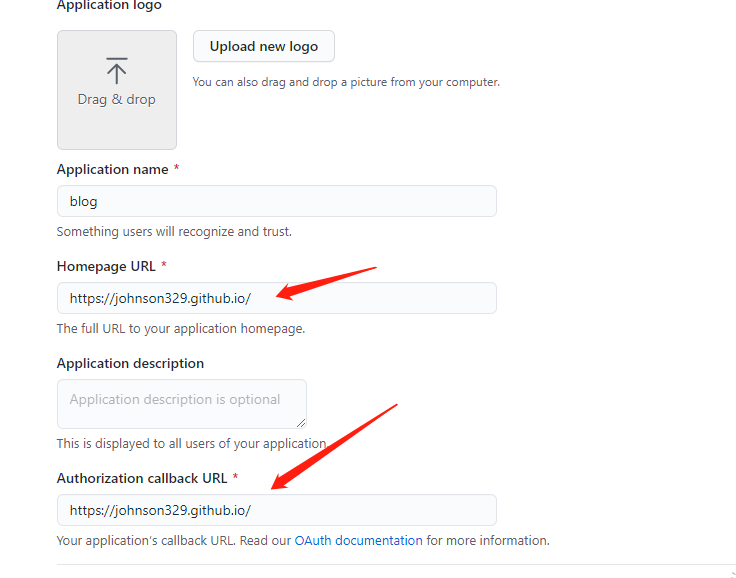 Application logo
Upload new logo
Drag & drop
You can also drag and drop a picture from your computer.
Application name *
blog
Something users will recognize and trust.
Homepage URL *
https://johnson329.github.io/
The full URL to your application homepage.
Application description
Application description is optional
This is displayed to all users of your application.
Authorization callback URL *
https://johnson329.github.io/
Your application's callback URL. Read our OAuth documentation for more information.